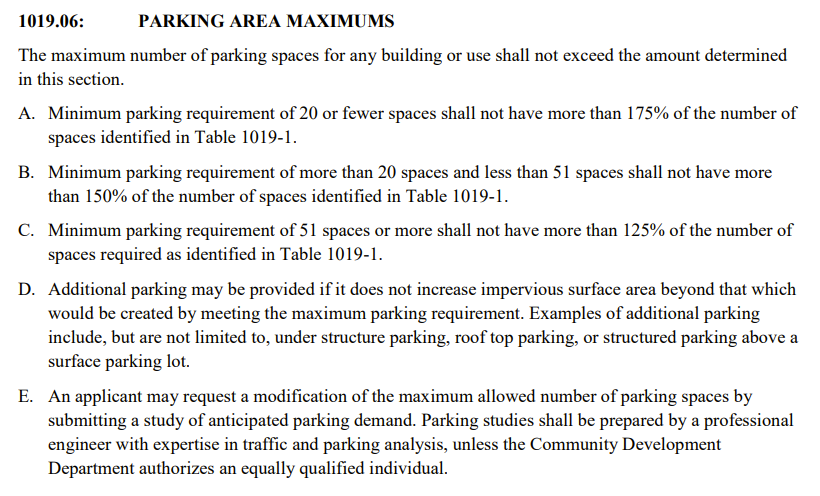 1019.06: PARKING AREA MAXIMUMS
The maximum number of parking spaces for any building or use shall not exceed the amount determined
in this section.
A. Minimum parking requirement of 20 or fewer spaces shall not have more than 175% of the number of
spaces identified in Table 1019-1.
B. Minimum parking requirement of more than 20 spaces and less than 51 spaces shall not have more
than 150% of the number of spaces identified in Table 1019-1.
C. Minimum parking requirement of 51 spaces or more shall not have more than 125% of the number of
spaces required as identified in Table 1019-1.
D. Additional parking may be provided if it does not increase impervious surface area beyond that which
would be created by meeting the maximum parking requirement. Examples of additional parking
include, but are not limited to, under structure parking, roof top parking, or structured parking above a
surface parking lot.
E. An applicant may request a modification of the maximum allowed number of parking spaces by
submitting a study of anticipated parking demand. Parking studies shall be prepared by a professional
engineer with expertise in traffic and parking analysis, unless the Community Development
Department authorizes an equally qualified individual.